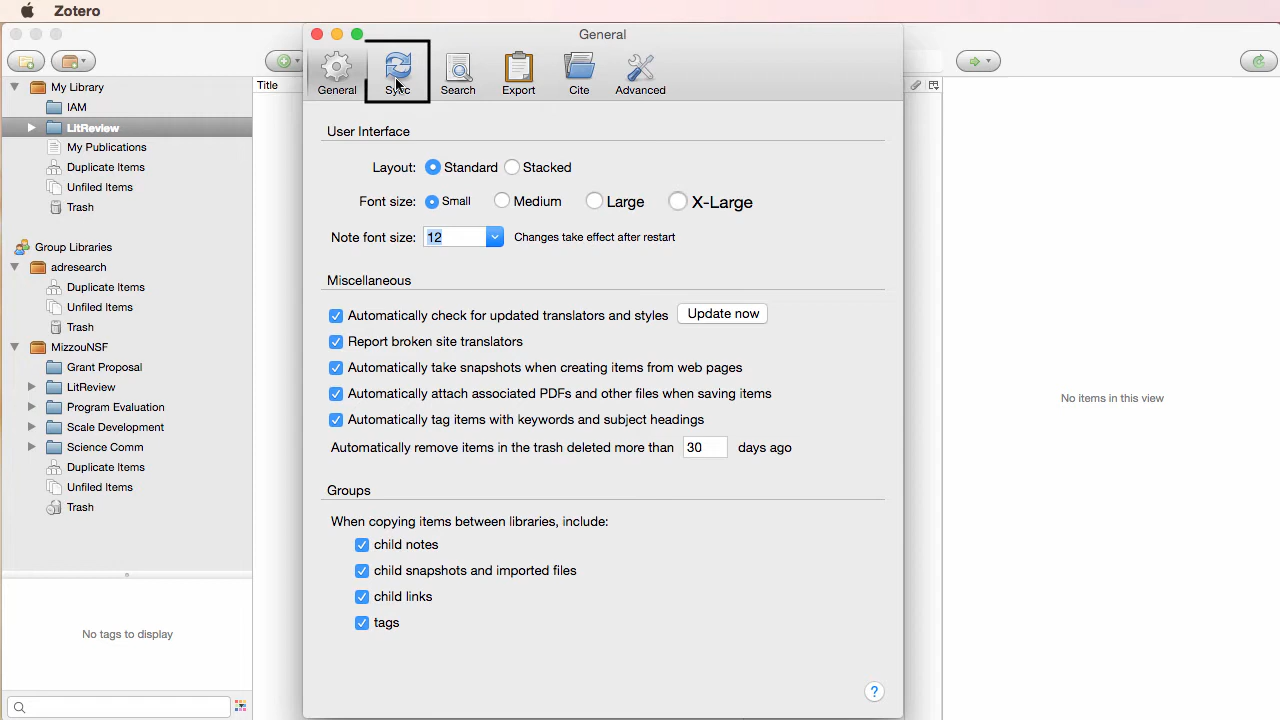 Zotero
General
General Sync Search Export Cite Advanced
My Library
IAM
LitReview
My Publications
Duplicate Items
Unfiled Items
Trash
Group Libraries
adresearch
Duplicate Items
Unfiled Items
Trash
MizzouNSF
Grant Proposal
LitReview
Program Evaluation
Scale Development
Science Comm
Duplicate Items
Unfiled Items
Trash
No tags to display
Title
User Interface
Layout: Standard Stacked
Font size: Small Medium Large X-Large
Note font size: 12 Changes take effect after restart
Miscellaneous
Automatically check for updated translators and styles Update now
Report broken site translators
Automatically take snapshots when creating items from web pages
Automatically attach associated PDFs and other files when saving items
Automatically tag items with keywords and subject headings
Automatically remove items in the trash deleted more than 30 days ago
Groups
When copying items between libraries, include:
child notes
child snapshots and imported files
child links
tags
?
No items in this view